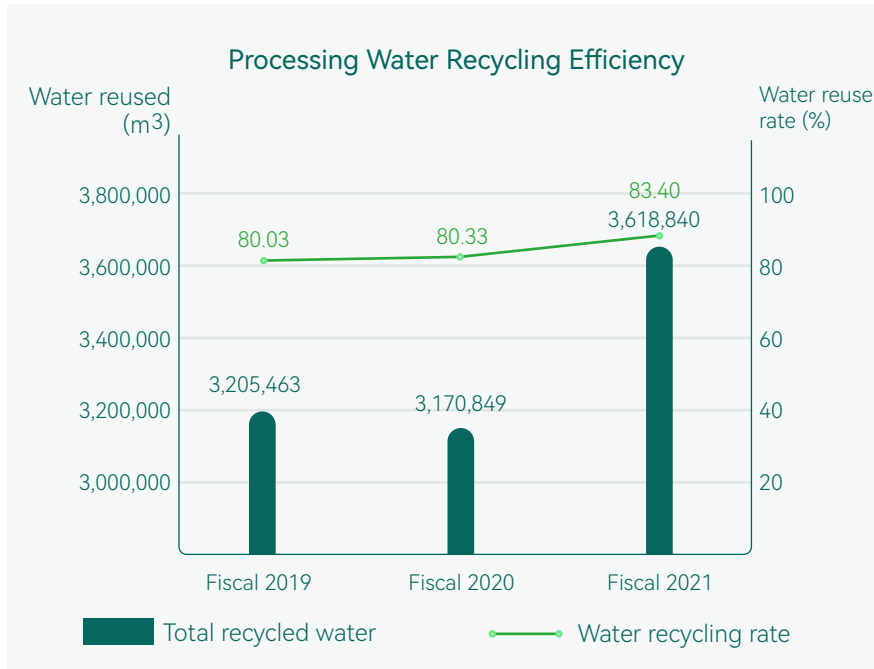 Processing Water Recycling Efficiency
Water reused
(m3)
Water reuse
rate (%)
3,800,000
3,600,000
3,400,000
3,200,000
3,000,000
100
80
60
40
20
80.03
80.33
83.40
3,618,840
3,205,463
3,170,849
Fiscal 2019
Fiscal 2020
Fiscal 2021
Total recycled water
Water recycling rate